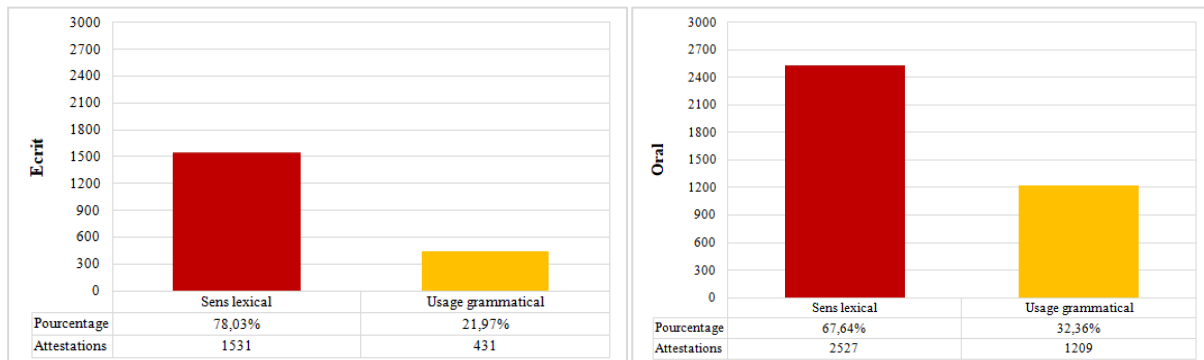 Ecrit
3000
2700
2400
2100
1800
1500
1200
900
600
300
0
Sens lexical Usage grammatical
Pourcentage 78,03% 21,97%
Attestations 1531 431
Oral
3000
2700
2400
2100
1800
1500
1200
900
600
300
0
Sens lexical Usage grammatical
Pourcentage 67,64% 32,36%
Attestations 2527 1209